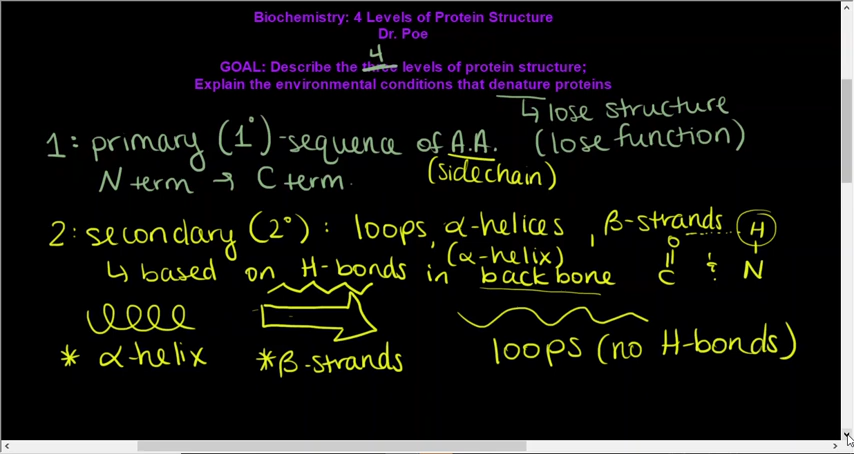 Biochemistry: 4 Levels of Protein Structure
Dr. Poe
4
GOAL: Describe the three levels of protein structure;
Explain the environmental conditions that denature proteins
↳ lose structure
(lose function)
1: primary (1°) - sequence of A.A.
(sidechain)
N term → C term.
2: secondary (2°): loops, α-helices, β-strands
(α-helix)
↳ based on H-bonds in backbone
O H
C & N
* α-helix
* β-strands
loops (no H-bonds)